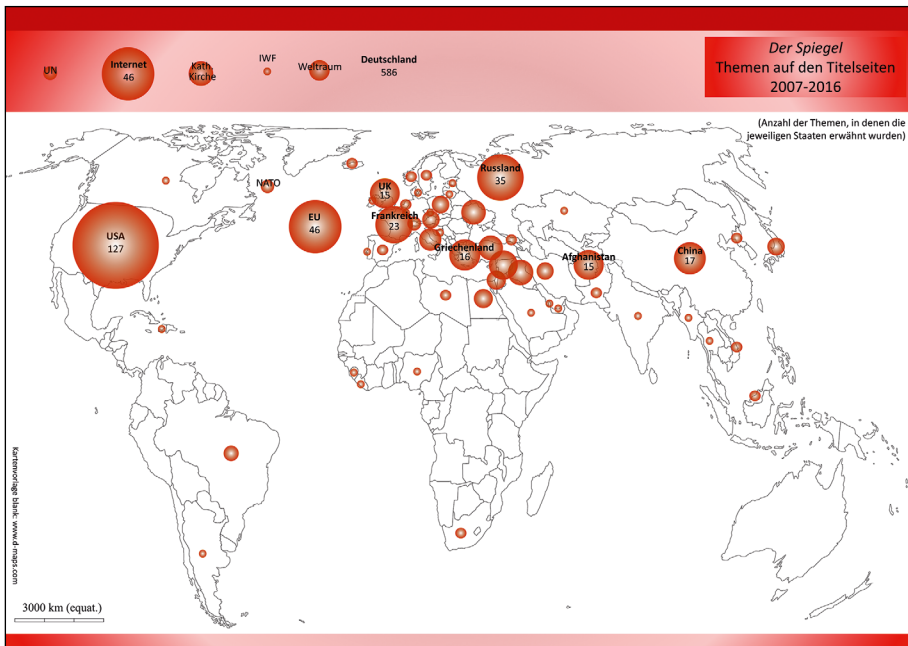 UN
Internet
46
Kath.
Kirche
IWF
Weltraum
Deutschland
586
Der Spiegel
Themen auf den Titelseiten
2007-2016
(Anzahl der Themen, in denen die
jeweiligen Staaten erwähnt wurden)
NATO
UK
15
Russland
35
EU
46
Frankreich
23
USA
127
Griechenland
16
Afghanistan
15
China
17
Kartenvorlage blank: www.d-maps.com
3000 km (equat.)